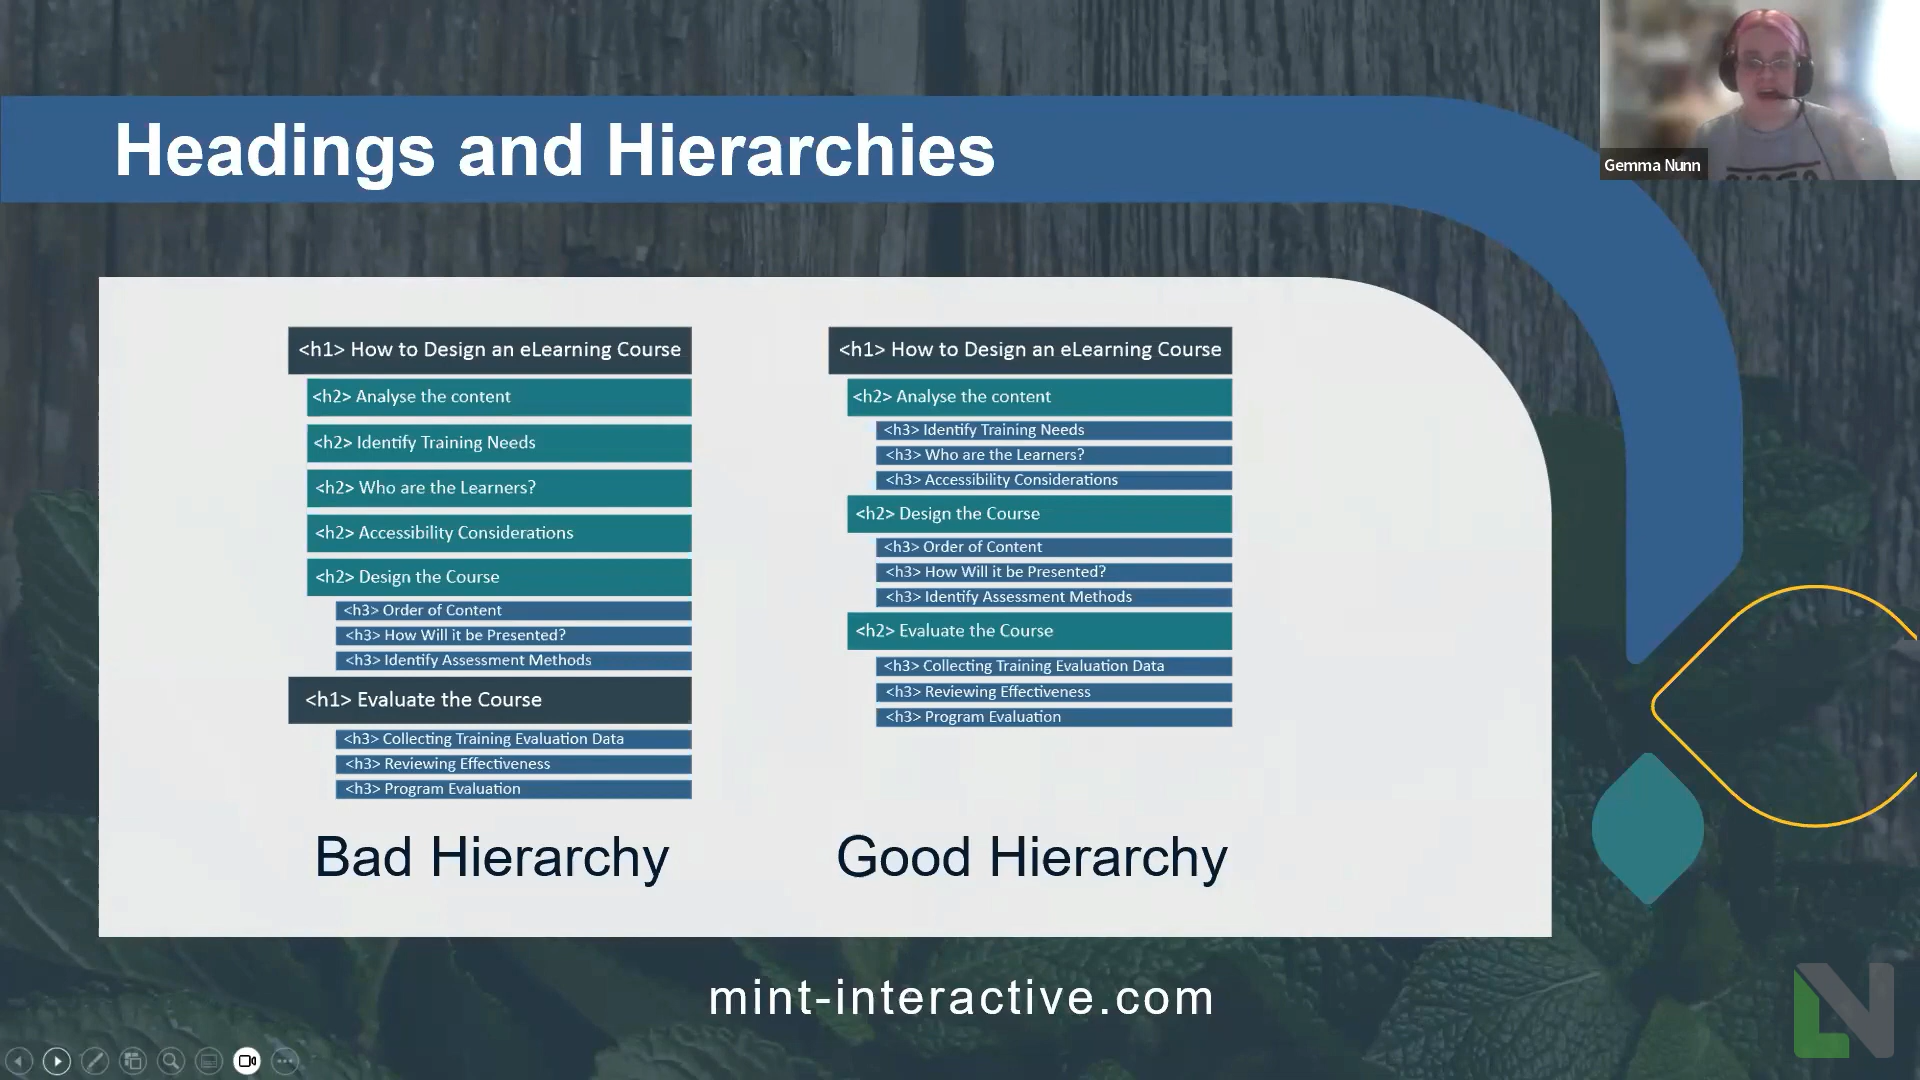 Headings and Hierarchies
Gemma Nunn
<h1> How to Design an eLearning Course
<h2> Analyse the content
<h2> Identify Training Needs
<h2> Who are the Learners?
<h2> Accessibility Considerations
<h2> Design the Course
<h3> Order of Content
<h3> How Will it be Presented?
<h3> Identify Assessment Methods
<h1> Evaluate the Course
<h3> Collecting Training Evaluation Data
<h3> Reviewing Effectiveness
<h3> Program Evaluation
Bad Hierarchy
<h1> How to Design an eLearning Course
<h2> Analyse the content
<h3> Identify Training Needs
<h3> Who are the Learners?
<h3> Accessibility Considerations
<h2> Design the Course
<h3> Order of Content
<h3> How Will it be Presented?
<h3> Identify Assessment Methods
<h2> Evaluate the Course
<h3> Collecting Training Evaluation Data
<h3> Reviewing Effectiveness
<h3> Program Evaluation
Good Hierarchy
mint-interactive.com
LN